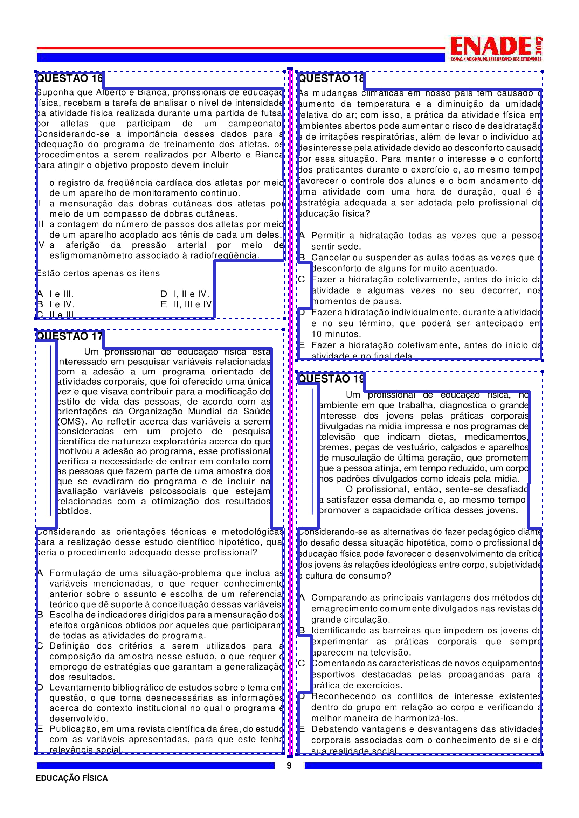 ENADE 2007
EXAME NACIONAL DE DESEMPENHO DOS ESTUDANTES
QUESTÃO 16
Suponha que Alberto e Bianca, profissionais de educação
física, recebam a tarefa de analisar o nível de intensidade
da atividade física realizada durante uma partida de futsal
por atletas que participam de um campeonato.
Considerando-se a importância desses dados para a
adequação do programa de treinamento dos atletas, os
procedimentos a serem realizados por Alberto e Bianca
para atingir o objetivo proposto devem incluir
I o registro da freqüência cardíaca dos atletas por meio
de um aparelho de monitoramento contínuo.
II a mensuração das dobras cutâneas dos atletas por
meio de um compasso de dobras cutâneas.
III a contagem do número de passos dos atletas por meio
de um aparelho acoplado aos tênis de cada um deles.
IV a aferição da pressão arterial por meio de
esfigmomanômetro associado à radiofreqüência.
Estão certos apenas os itens
A I e III.
B I e IV.
C II e III.
D I, II e IV.
E II, III e IV.
QUESTÃO 17
Um profissional de educação física está
interessado em pesquisar variáveis relacionadas
com a adesão a um programa orientado de
atividades corporais, que foi oferecido uma única
vez e que visava contribuir para a modificação do
estilo de vida das pessoas, de acordo com as
orientações da Organização Mundial da Saúde
(OMS). Ao refletir acerca das variáveis a serem
consideradas em um projeto de pesquisa
científica de natureza exploratória acerca do que
motivou a adesão ao programa, esse profissional
verifica a necessidade de entrar em contato com
as pessoas que fazem parte de uma amostra dos
que se evadiram do programa e de incluir na
avaliação variáveis psicossociais que estejam
relacionadas com a otimização dos resultados
obtidos.
Considerando as orientações técnicas e metodológicas
para a realização desse estudo científico hipotético, qual
seria o procedimento adequado desse profissional?
A Formulação de uma situação-problema que inclua as
variáveis mencionadas, o que requer conhecimento
anterior sobre o assunto e escolha de um referencial
teórico que dê suporte à conceituação dessas variáveis.
B Escolha de indicadores dirigidos para a mensuração dos
efeitos orgânicos obtidos por aqueles que participaram
de todas as atividades do programa.
C Definição dos critérios a serem utilizados para a
composição da amostra nesse estudo, o que requer o
emprego de estratégias que garantam a generalização
dos resultados.
D Levantamento bibliográfico de estudos sobre o tema em
questão, o que torna desnecessárias as informações
acerca do contexto institucional no qual o programa é
desenvolvido.
E Publicação, em uma revista científica da área, do estudo
com as variáveis apresentadas, para que este tenha
relevância social.
QUESTÃO 18
As mudanças climáticas em nosso país têm causado o
aumento da temperatura e a diminuição da umidade
relativa do ar; com isso, a prática da atividade física em
ambientes abertos pode aumentar o risco de desidratação
e de irritações respiratórias, além de levar o indivíduo ao
desinteresse pela atividade devido ao desconforto causado
por essa situação. Para manter o interesse e o conforto
dos praticantes durante o exercício e, ao mesmo tempo,
favorecer o controle dos alunos e o bom andamento de
uma atividade com uma hora de duração, qual é a
estratégia adequada a ser adotada pelo profissional de
educação física?
A Permitir a hidratação todas as vezes que a pessoa
sentir sede.
B Cancelar ou suspender as aulas todas as vezes que o
desconforto de alguns for muito acentuado.
C Fazer a hidratação coletivamente, antes do início da
atividade e algumas vezes no seu decorrer, nos
momentos de pausa.
D Fazer a hidratação individualmente, durante a atividade
e no seu término, que poderá ser antecipado em
10 minutos.
E Fazer a hidratação coletivamente, antes do início da
atividade e no final dela.
QUESTÃO 19
Um profissional de educação física, no
ambiente em que trabalha, diagnostica o grande
interesse dos jovens pelas práticas corporais
divulgadas na mídia impressa e nos programas de
televisão que indicam dietas, medicamentos,
cremes, peças de vestuário, calçados e aparelhos
de musculação de última geração, que prometem
que a pessoa atinja, em tempo reduzido, um corpo
nos padrões divulgados como ideais pela mídia.
O profissional, então, sente-se desafiado
a satisfazer essa demanda e, ao mesmo tempo,
promover a capacidade crítica desses jovens.
Considerando-se as alternativas do fazer pedagógico diante
do desafio dessa situação hipotética, como o profissional de
educação física pode favorecer o desenvolvimento da crítica
dos jovens às relações ideológicas entre corpo, subjetividade
e cultura de consumo?
A Comparando as principais vantagens dos métodos de
emagrecimento comumente divulgados nas revistas de
grande circulação.
B Identificando as barreiras que impedem os jovens de
experimentar as práticas corporais que sempre
aparecem na televisão.
C Comentando as características de novos equipamentos
esportivos destacadas pelas propagandas para a
prática de exercícios.
D Reconhecendo os conflitos de interesse existentes
dentro do grupo em relação ao corpo e verificando a
melhor maneira de harmonizá-los.
E Debatendo vantagens e desvantagens das atividades
corporais associadas com o conhecimento de si e da
sua realidade social.
9
EDUCAÇÃO FÍSICA